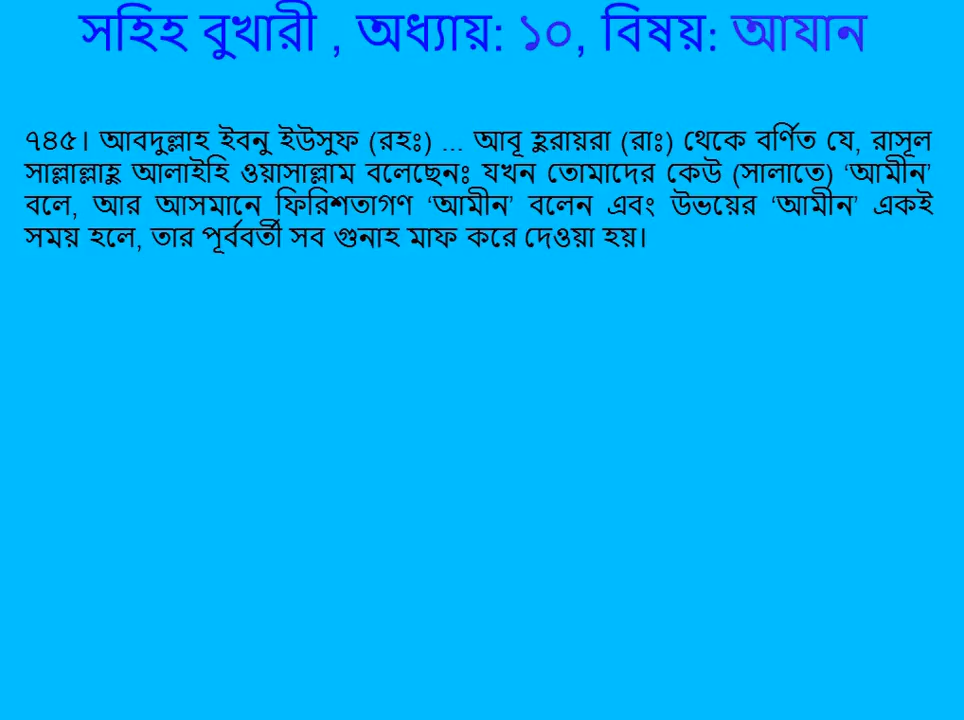 সহিহ বুখারী , অধ্যায়: ১০, বিষয়: আযান
৭৪৫। আবদুল্লাহ ইবনু ইউসুফ (রহঃ) ... আবূ হুরায়রা (রাঃ) থেকে বর্ণিত যে, রাসূল
সাল্লাল্লাহু আলাইহি ওয়াসাল্লাম বলেছেনঃ যখন তোমাদের কেউ (সালাতে) ‘আমীন’
বলে, আর আসমানে ফিরিশতাগণ ‘আমীন’ বলেন এবং উভয়ের ‘আমীন’ একই
সময় হলে, তার পূর্ববর্তী সব গুনাহ মাফ করে দেওয়া হয়।